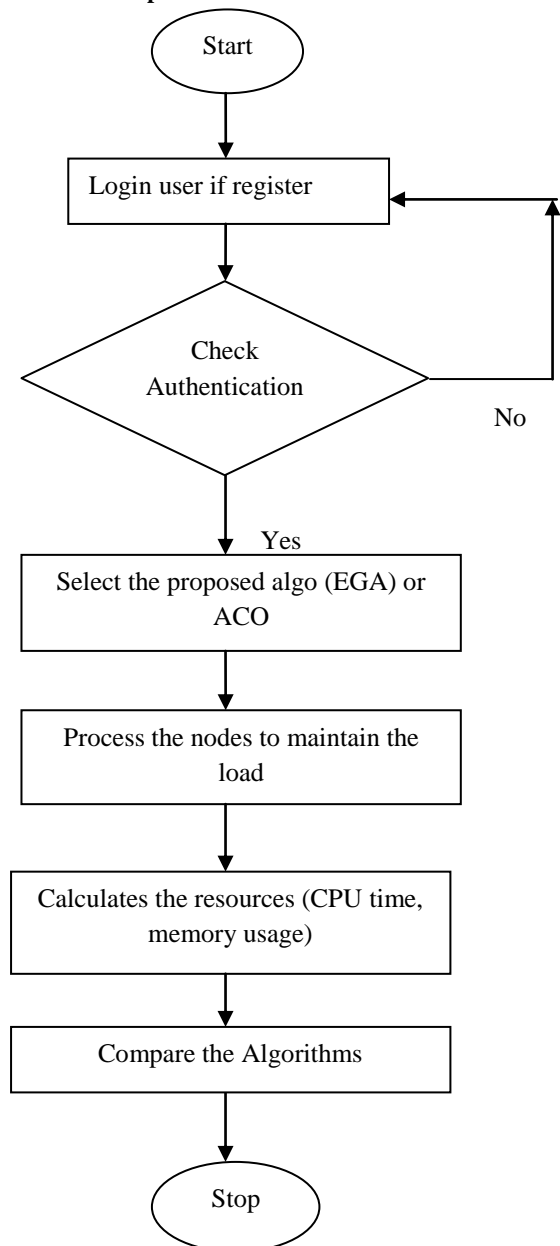 Start
Login user if register
Check
Authentication
No
Yes
Select the proposed algo (EGA) or
ACO
Process the nodes to maintain the
load
Calculates the resources (CPU time,
memory usage)
Compare the Algorithms
Stop